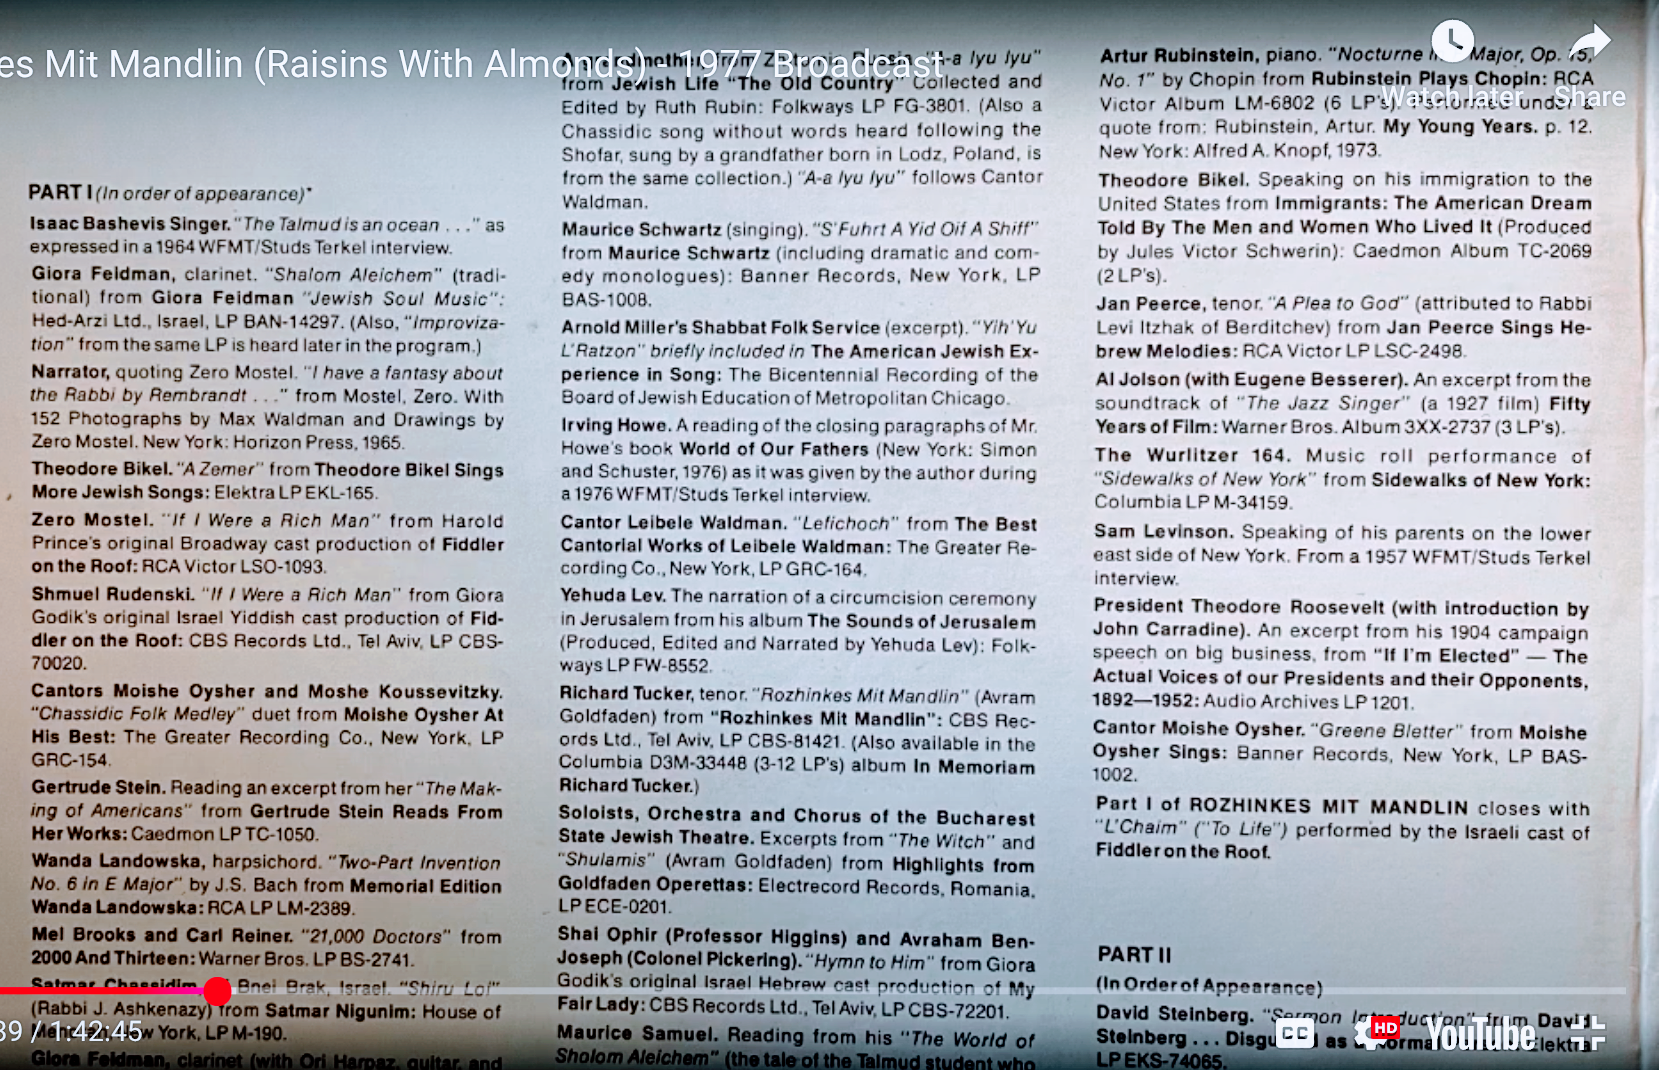 es Mit Mandlin (Raisins With Almonds) - 1977 Broadcast
Watch later
Share
PART I (In order of appearance)*
Isaac Bashevis Singer. "The Talmud is an ocean . . ." as
expressed in a 1964 WFMT/Studs Terkel interview.
Giora Feldman, clarinet. "Shalom Aleichem" (tradi-
tional) from Giora Feidman "Jewish Soul Music":
Hed-Arzi Ltd., Israel, LP BAN-14297. (Also, "Improviza-
tion" from the same LP is heard later in the program.)
Narrator, quoting Zero Mostel. "I have a fantasy about
the Rabbi by Rembrandt . . ." from Mostel, Zero. With
152 Photographs by Max Waldman and Drawings by
Zero Mostel. New York: Horizon Press, 1965.
Theodore Bikel. "A Zemer" from Theodore Bikel Sings
More Jewish Songs: Elektra LP EKL-165.
Zero Mostel. "If I Were a Rich Man" from Harold
Prince's original Broadway cast production of Fiddler
on the Roof: RCA Victor LSO-1093.
Shmuel Rudenski. "If I Were a Rich Man" from Giora
Godik's original Israel Yiddish cast production of Fid-
dler on the Roof: CBS Records Ltd., Tel Aviv, LP CBS-
70020.
Cantors Moishe Oysher and Moshe Koussevitzky.
"Chassidic Folk Medley" duet from Moishe Oysher At
His Best: The Greater Recording Co., New York, LP
GRC-154.
Gertrude Stein. Reading an excerpt from her "The Mak-
ing of Americans" from Gertrude Stein Reads From
Her Works: Caedmon LP TC-1050.
Wanda Landowska, harpsichord. "Two-Part Invention
No. 6 in E Major" by J.S. Bach from Memorial Edition
Wanda Landowska: RCA LP LM-2389.
Mel Brooks and Carl Reiner. "21,000 Doctors" from
2000 And Thirteen: Warner Bros. LP BS-2741.
Satmar Chassidim, Bnei Brak, Israel. "Shiru Loi"
(Rabbi J. Ashkenazy) from Satmar Nigunim: House of
York, LP M-190.
Giora Feldman, clarinet (with Ori Harpaz, guitar, and
from Jewish Life "The Old Country" Collected and
Edited by Ruth Rubin: Folkways LP FG-3801. (Also a
Chassidic song without words heard following the
Shofar, sung by a grandfather born in Lodz, Poland, is
from the same collection.) "A-a lyu lyu" follows Cantor
Waldman.
Maurice Schwartz (singing). "S'Fuhrt A Yid Oif A Shiff"
from Maurice Schwartz (including dramatic and com-
edy monologues): Banner Records, New York, LP
BAS-1008.
Arnold Miller's Shabbat Folk Service (excerpt). "Yih'Yu
L'Ratzon" briefly included in The American Jewish Ex-
perience in Song: The Bicentennial Recording of the
Board of Jewish Education of Metropolitan Chicago.
Irving Howe. A reading of the closing paragraphs of Mr.
Howe's book World of Our Fathers (New York: Simon
and Schuster, 1976) as it was given by the author during
a 1976 WFMT/Studs Terkel interview.
Cantor Leibele Waldman. "Lefichoch" from The Best
Cantorial Works of Leibele Waldman: The Greater Re-
cording Co., New York, LP GRC-164.
Yehuda Lev. The narration of a circumcision ceremony
in Jerusalem from his album The Sounds of Jerusalem
(Produced, Edited and Narrated by Yehuda Lev): Folk-
ways LP FW-8552.
Richard Tucker, tenor. "Rozhinkes Mit Mandlin" (Avram
Goldfaden) from "Rozhinkes Mit Mandlin": CBS Rec-
ords Ltd., Tel Aviv, LP CBS-81421. (Also available in the
Columbia D3M-33448 (3-12 LP's) album In Memoriam
Richard Tucker.)
Soloists, Orchestra and Chorus of the Bucharest
State Jewish Theatre. Excerpts from "The Witch" and
"Shulamis" (Avram Goldfaden) from Highlights from
Goldfaden Operettas: Electrecord Records, Romania,
LP ECE-0201.
Shai Ophir (Professor Higgins) and Avraham Ben-
Joseph (Colonel Pickering). "Hymn to Him" from Giora
Godik's original Israel Hebrew cast production of My
Fair Lady: CBS Records Ltd., Tel Aviv, LP CBS-72201.
Maurice Samuel. Reading from his "The World of
Sholom Aleichem" (the tale of the Talmud student who
Artur Rubinstein, piano. "Nocturne Major, Op. 15,
No. 1" by Chopin from Rubinstein Plays Chopin: RCA
Victor Album LM-6802 (6 LP's). Performed under a
quote from: Rubinstein, Artur. My Young Years. p. 12.
New York: Alfred A. Knopf, 1973.
Theodore Bikel. Speaking on his immigration to the
United States from Immigrants: The American Dream
Told By The Men and Women Who Lived It (Produced
by Jules Victor Schwerin): Caedmon Album TC-2069
(2 LP's).
Jan Peerce, tenor. "A Plea to God" (attributed to Rabbi
Levi Itzhak of Berditchev) from Jan Peerce Sings He-
brew Melodies: RCA Victor LP LSC-2498.
Al Jolson (with Eugene Besserer). An excerpt from the
soundtrack of "The Jazz Singer" (a 1927 film) Fifty
Years of Film: Warner Bros. Album 3XX-2737 (3 LP's).
The Wurlitzer 164. Music roll performance of
"Sidewalks of New York" from Sidewalks of New York:
Columbia LP M-34159.
Sam Levinson. Speaking of his parents on the lower
east side of New York. From a 1957 WFMT/Studs Terkel
interview.
President Theodore Roosevelt (with introduction by
John Carradine). An excerpt from his 1904 campaign
speech on big business, from "If I'm Elected" — The
Actual Voices of our Presidents and their Opponents,
1892—1952: Audio Archives LP 1201.
Cantor Moishe Oysher. "Greene Bletter" from Moishe
Oysher Sings: Banner Records, New York, LP BAS-
1002.
Part I of ROZHINKES MIT MANDLIN closes with
"L'Chaim" ("To Life") performed by the Israeli cast of
Fiddler on the Roof.
PART II
(In Order of Appearance)
David Steinberg. "Sermon Introduction" from David
Steinberg . . . Disguised as a Normal Elektra
LP EKS-74065.
39 / 1:42:45
CC
HD
YouTube